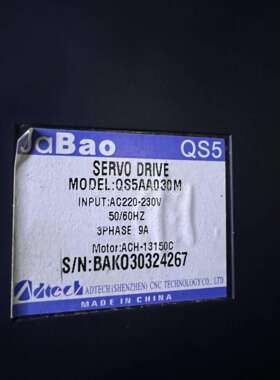 JaBao QS5
SERVO DRIVE
MODEL:QS5AA030M
INPUT:AC220-230V
50/60HZ
3PHASE 9A
Motor:ACH-13150C
S/N:BAK030324267
Adtech ADTECH (SHENZHEN) CNC TECHNOLOGY CO., LTD
MADE IN CHINA